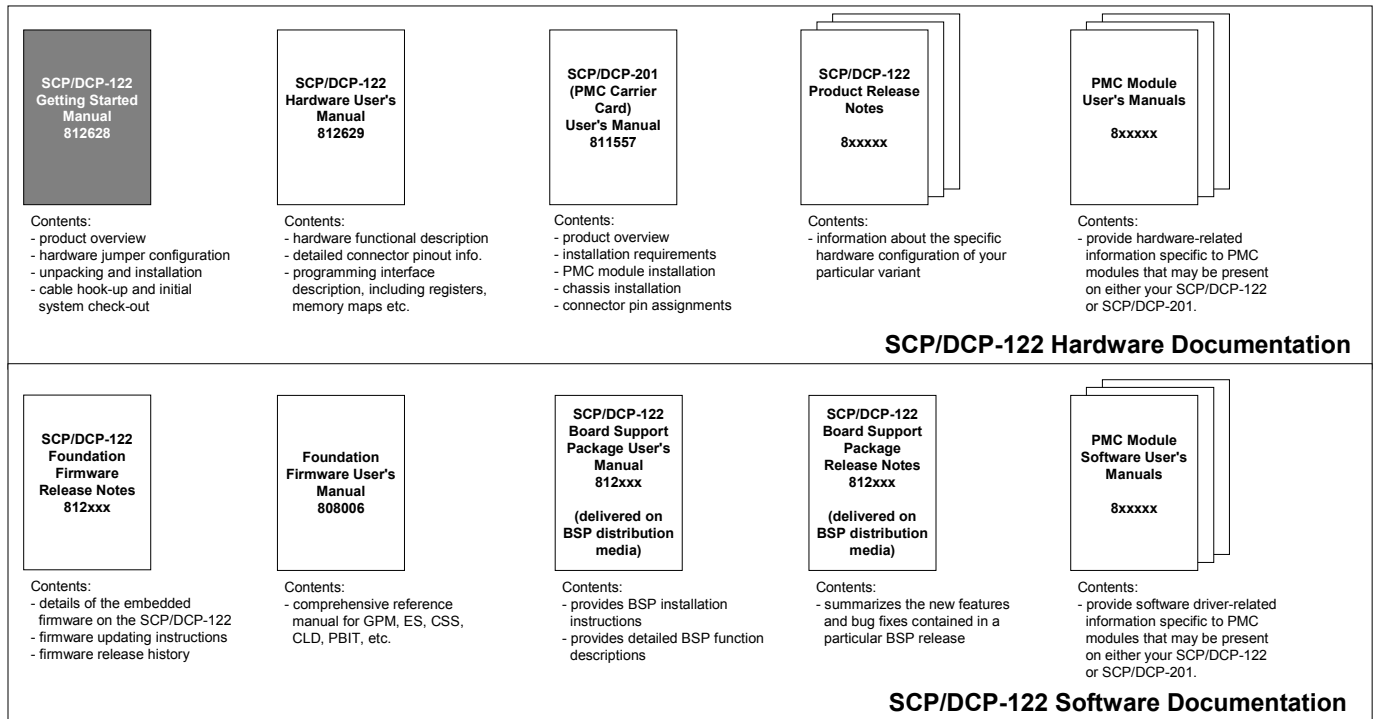 SCP/DCP-122
Getting Started
Manual
812628
Contents:
- product overview
- hardware jumper configuration
- unpacking and installation
- cable hook-up and initial
system check-out
SCP/DCP-122
Hardware User's
Manual
812629
Contents:
- hardware functional description
- detailed connector pinout info.
- programming interface
description, including registers,
memory maps etc.
SCP/DCP-201
(PMC Carrier
Card)
User's Manual
811557
Contents:
- product overview
- installation requirements
- PMC module installation
- chassis installation
- connector pin assignments
SCP/DCP-122
Product Release
Notes
8xxxxx
Contents:
- information about the specific
hardware configuration of your
particular variant
PMC Module
User's Manuals
8xxxxx
Contents:
- provide hardware-related
information specific to PMC
modules that may be present
on either your SCP/DCP-122
or SCP/DCP-201.
SCP/DCP-122 Hardware Documentation
SCP/DCP-122
Foundation
Firmware
Release Notes
812xxx
Contents:
- details of the embedded
firmware on the SCP/DCP-122
- firmware updating instructions
- firmware release history
Foundation
Firmware User's
Manual
808006
Contents:
- comprehensive reference
manual for GPM, ES, CSS,
CLD, PBIT, etc.
SCP/DCP-122
Board Support
Package User's
Manual
812xxx
(delivered on
BSP distribution
media)
Contents:
- provides BSP installation
instructions
- provides detailed BSP function
descriptions
SCP/DCP-122
Board Support
Package
Release Notes
812xxx
(delivered on
BSP distribution
media)
Contents:
- summarizes the new features
and bug fixes contained in a
particular BSP release
PMC Module
Software User's
Manuals
8xxxxx
Contents:
- provide software driver-related
information specific to PMC
modules that may be present
on either your SCP/DCP-122
or SCP/DCP-201.
SCP/DCP-122 Software Documentation